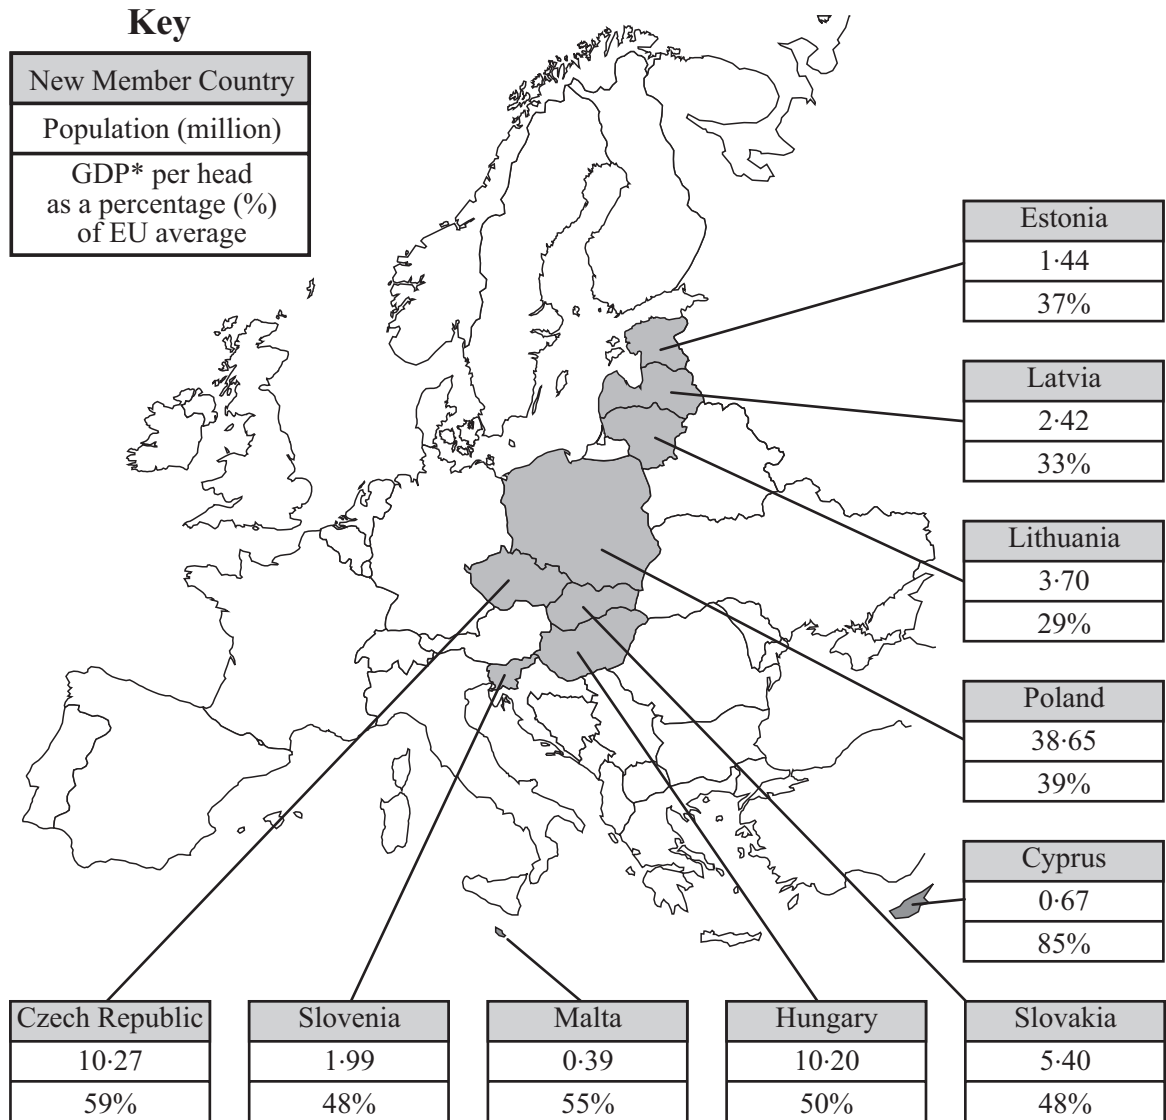 Key
New Member Country
Population (million)
GDP* per head
as a percentage (%)
of EU average
Estonia
1·44
37%
Latvia
2·42
33%
Lithuania
3·70
29%
Poland
38·65
39%
Cyprus
0·67
85%
Czech Republic
10·27
59%
Slovenia
1·99
48%
Malta
0·39
55%
Hungary
10·20
50%
Slovakia
5·40
48%